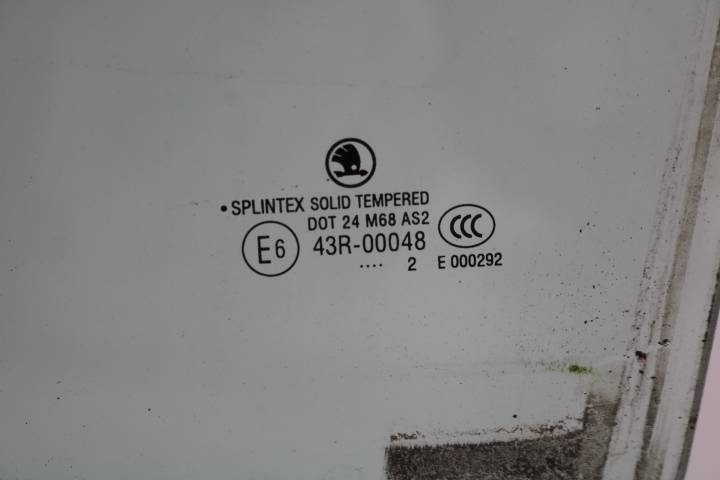 • SPLINTEX SOLID TEMPERED
DOT 24 M68 AS2
E6 43R-00048 CCC
.... 2 E 000292